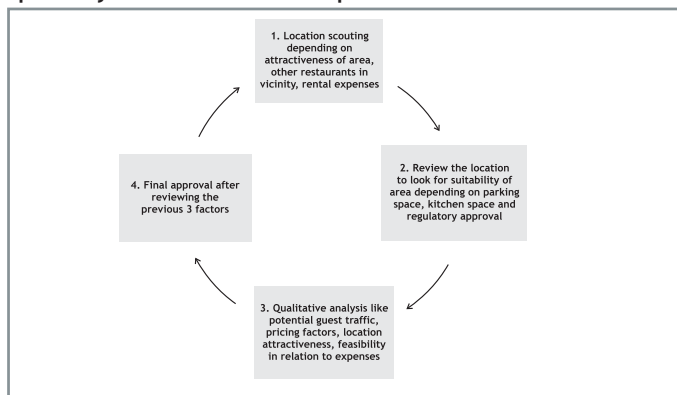 1. Location scouting
depending on
attractiveness of area,
other restaurants in
vicinity, rental expenses
2. Review the location
to look for suitability of
area depending on parking
space, kitchen space and
regulatory approval
3. Qualitative analysis like
potential guest traffic,
pricing factors, location
attractiveness, feasibility
in relation to expenses
4. Final approval after
reviewing the
previous 3 factors